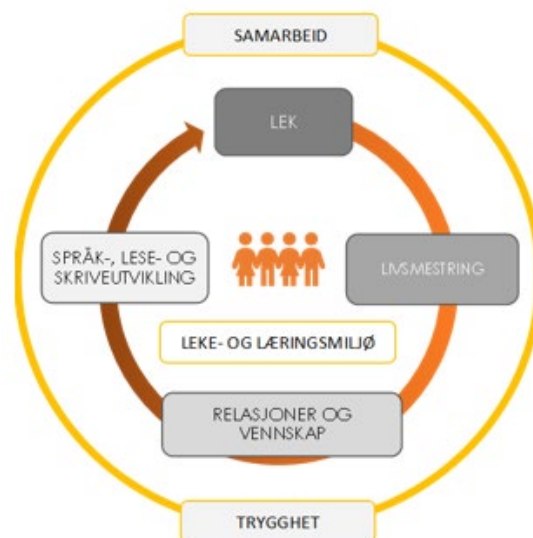 SAMARBEID
LEK
SPRÅK-, LESE- OG
SKRIVEUTVIKLING
LIVSMESTRING
LEKE- OG LÆRINGSMILJØ
RELASJONER OG
VENNSKAP
TRYGGHET